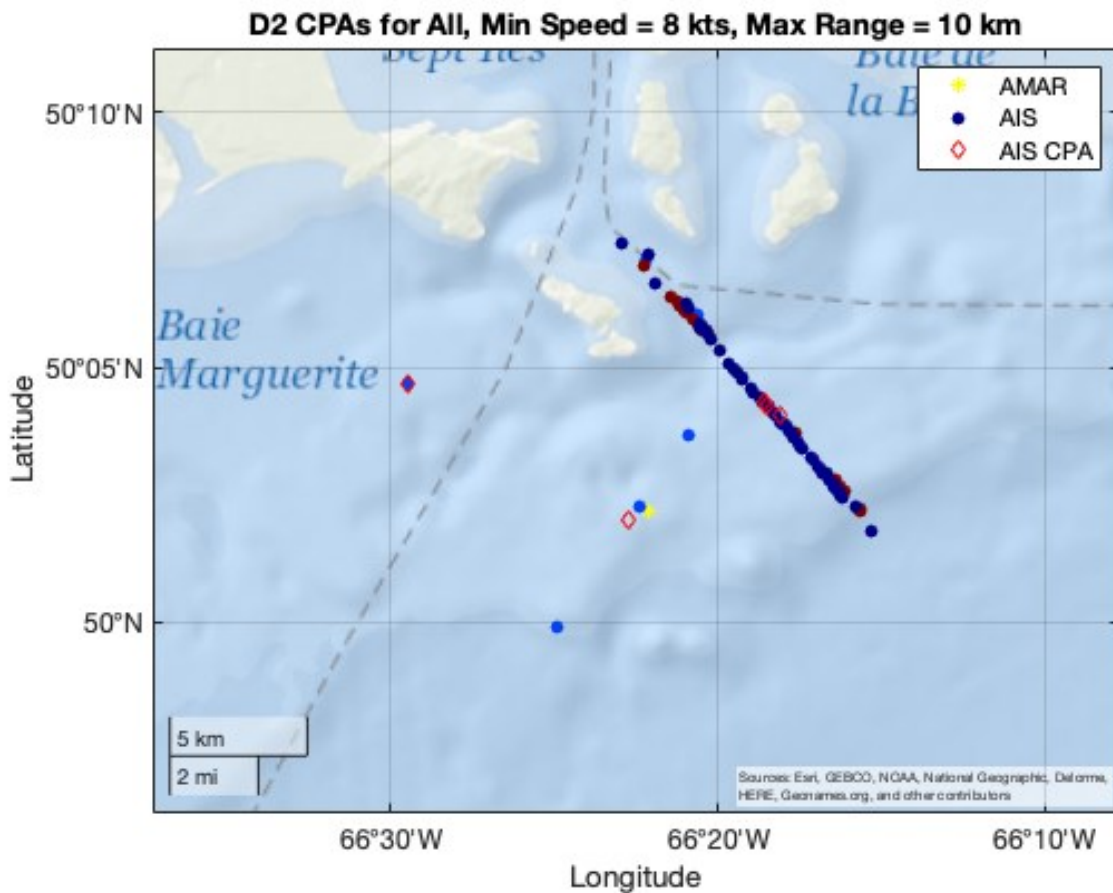 D2 CPAs for All, Min Speed = 8 kts, Max Range = 10 km
Sept Îles
Baie de
la B
AMAR
AIS
AIS CPA
50°10'N
Baie
Marguerite
50°05'N
Latitude
50°N
5 km
2 mi
Sources: Esri, GEBCO, NOAA, National Geographic, Delorme,
HERE, Geonames.org, and other contributors
66°30'W
66°20'W
66°10'W
Longitude